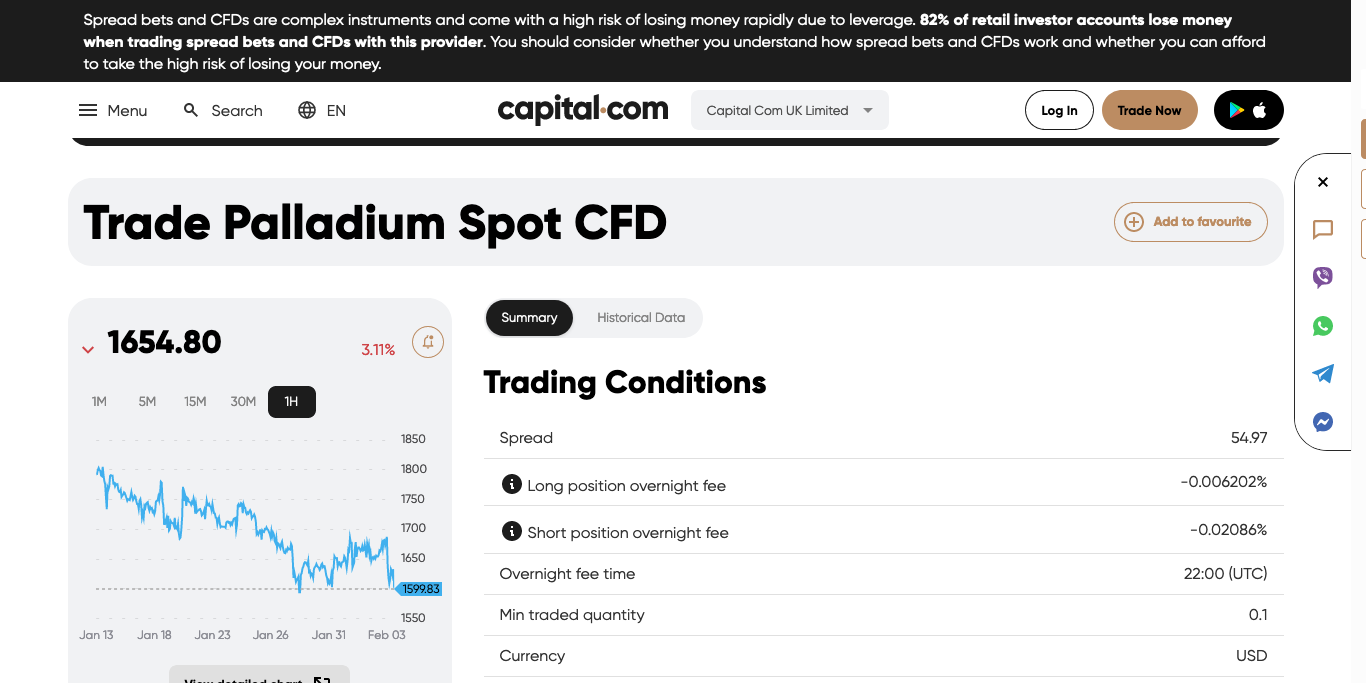 Spread bets and CFDs are complex instruments and come with a high risk of losing money rapidly due to leverage. 82% of retail investor accounts lose money
when trading spread bets and CFDs with this provider. You should consider whether you understand how spread bets and CFDs work and whether you can afford
to take the high risk of losing your money.
Menu
Search
EN
capital.com
Capital Com UK Limited
Log In
Trade Now
Trade Palladium Spot CFD
Add to favourite
1654.80
3.11%
1M 5M 15M 30M 1H
1850
1800
1750
1700
1650
1599.83
1550
Jan 13 Jan 18 Jan 23 Jan 26 Jan 31 Feb 03
View detailed chart
Summary
Historical Data
Trading Conditions
Spread 54.97
Long position overnight fee -0.006202%
Short position overnight fee -0.02086%
Overnight fee time 22:00 (UTC)
Min traded quantity 0.1
Currency USD